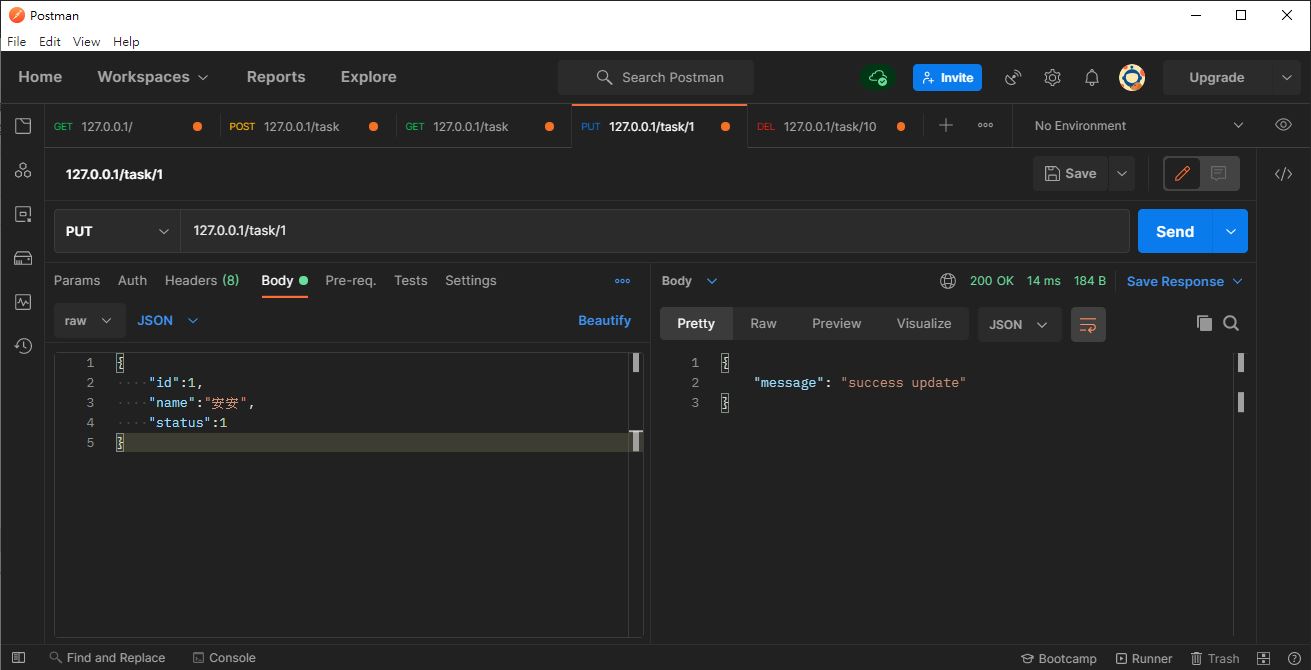 Postman
File Edit View Help
Home Workspaces Reports Explore Search Postman Invite Upgrade
GET 127.0.0.1/ POST 127.0.0.1/task GET 127.0.0.1/task PUT 127.0.0.1/task/1 DEL 127.0.0.1/task/10 No Environment
127.0.0.1/task/1 Save
PUT 127.0.0.1/task/1 Send
Params Auth Headers (8) Body Pre-req. Tests Settings
raw JSON Beautify
1 {
2 "id":1,
3 "name":"安安",
4 "status":1
5 }
Body 200 OK 14 ms 184 B Save Response
Pretty Raw Preview Visualize JSON
1 {
2 "message": "success update"
3 }
Find and Replace Console Bootcamp Runner Trash